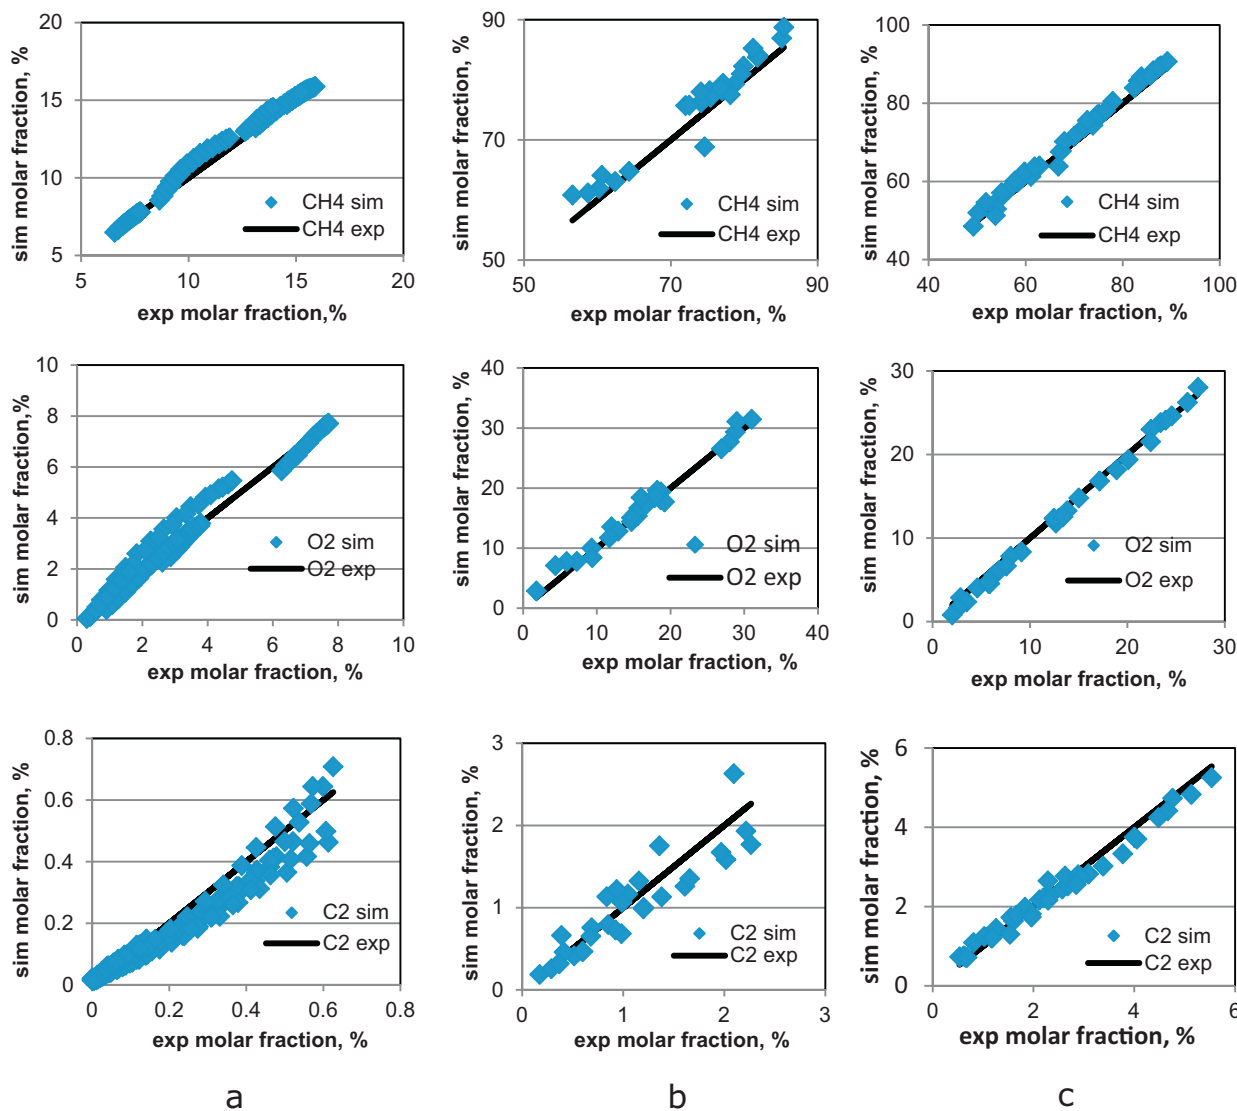 sim molar fraction, %
20
15
10
5
5 10 15 20
CH4 sim
CH4 exp
exp molar fraction,%
sim molar fraction, %
90
70
50
50 70 90
CH4 sim
CH4 exp
exp molar fraction, %
sim molar fraction, %
100
80
60
40
40 60 80 100
CH4 sim
CH4 exp
exp molar fraction, %
sim molar fraction,%
10
8
6
4
2
0
0 2 4 6 8 10
O2 sim
O2 exp
exp molar fraction, %
sim molar fraction, %
40
30
20
10
0
0 10 20 30 40
O2 sim
O2 exp
exp molar fraction, %
sim molar fraction, %
30
20
10
0
0 10 20 30
O2 sim
O2 exp
exp molar fraction, %
sim molar fraction, %
0.8
0.6
0.4
0.2
0
0 0.2 0.4 0.6 0.8
C2 sim
C2 exp
exp molar fraction, %
sim molar fraction, %
3
2
1
0
0 1 2 3
C2 sim
C2 exp
exp molar fraction, %
sim molar fraction, %
6
4
2
0
0 2 4 6
C2 sim
C2 exp
exp molar fraction, %
a b c